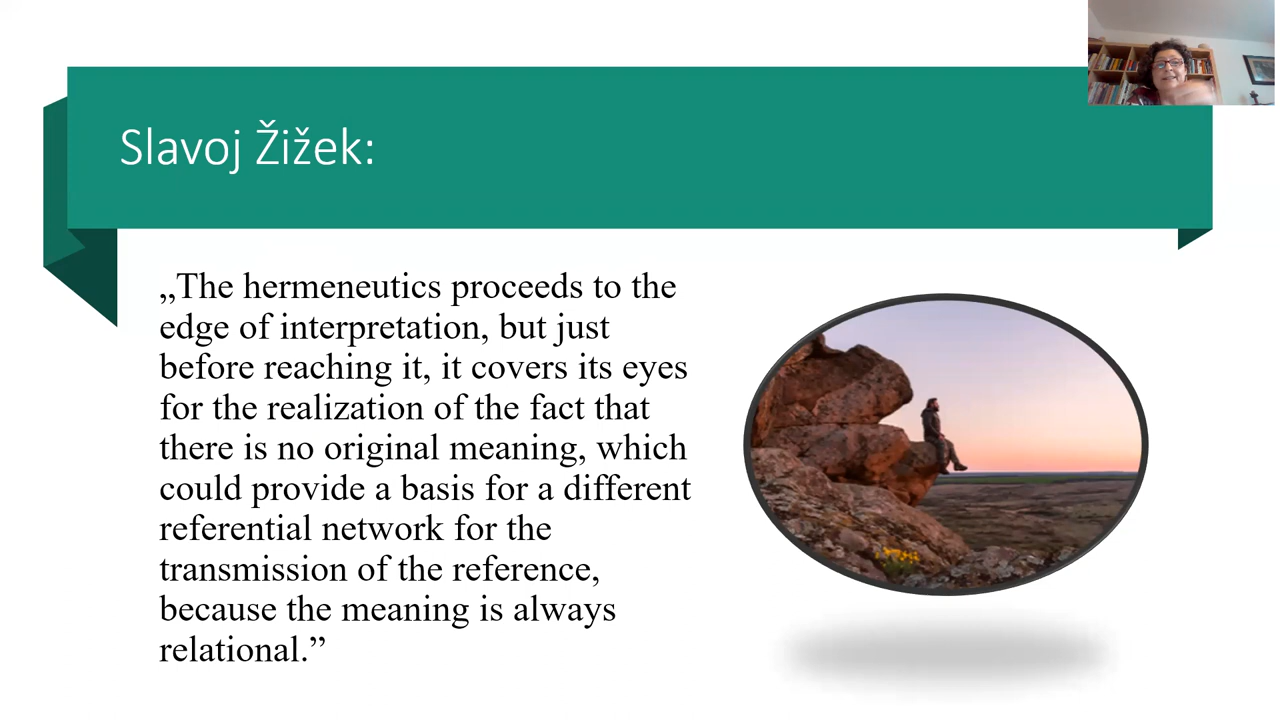 Slavoj Žižek:
„The hermeneutics proceeds to the
edge of interpretation, but just
before reaching it, it covers its eyes
for the realization of the fact that
there is no original meaning, which
could provide a basis for a different
referential network for the
transmission of the reference,
because the meaning is always
relational.”